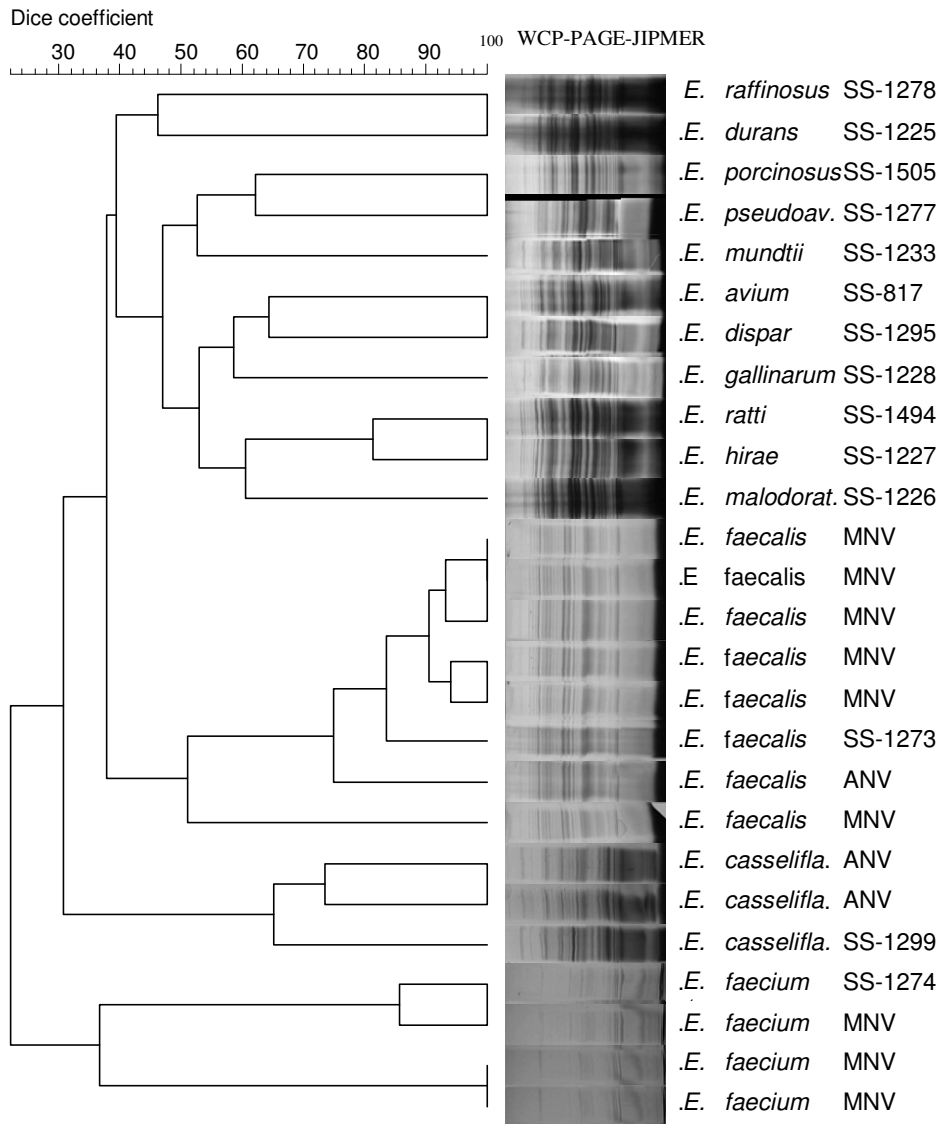 Dice coefficient
30 40 50 60 70 80 90 100 WCP-PAGE-JIPMER
.E. raffinosus SS-1278
.E. durans SS-1225
.E. porcinosus SS-1505
.E. pseudoav. SS-1277
.E. mundtii SS-1233
.E. avium SS-817
.E. dispar SS-1295
.E. gallinarum SS-1228
.E. ratti SS-1494
.E. hirae SS-1227
.E. malodorat. SS-1226
.E. faecalis MNV
.E faecalis MNV
.E. faecalis MNV
.E. faecalis MNV
.E. faecalis MNV
.E. faecalis SS-1273
.E. faecalis ANV
.E. faecalis MNV
.E. casselifla. ANV
.E. casselifla. ANV
.E. casselifla. SS-1299
.E. faecium SS-1274
.E. faecium MNV
.E. faecium MNV
.E. faecium MNV